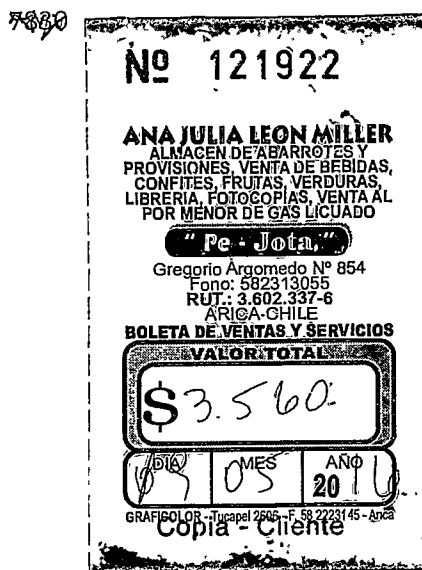 Nº 121922
ANA JULIA LEON MILLER
ALMACEN DE ABARROTES Y
PROVISIONES, VENTA DE BEBIDAS,
CONFITES, FRUTAS, VERDURAS,
LIBRERIA, FOTOCOPIAS, VENTA AL
POR MENOR DE GAS LICUADO
" Pe - Jota "
Gregorio Argomedo Nº 854
Fono: 582313055
RUT.: 3.602.337-6
ARICA-CHILE
BOLETA DE VENTAS Y SERVICIOS
VALOR TOTAL
$ 3.560.
DIA MES AÑO
05 2016
GRAFICOLOR - Tucapel 2605 - F. 58 2223145 - Arica
Copia - Cliente